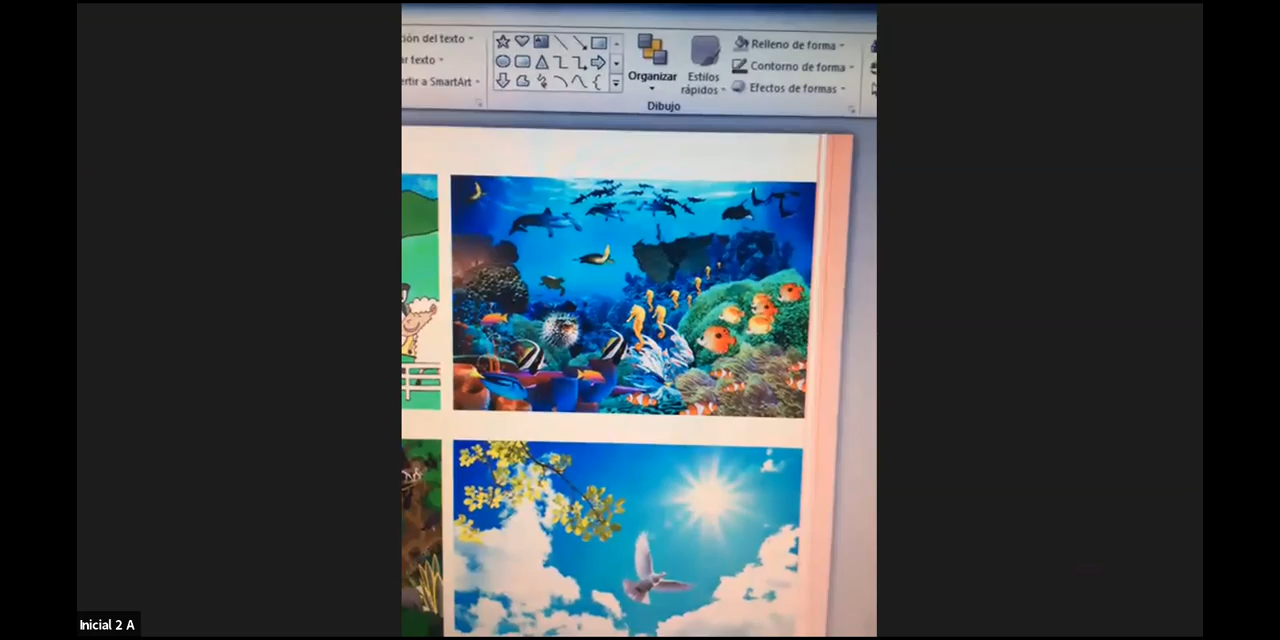 ión del texto
ar texto
ertir a SmartArt
Organizar
Estilos
rápidos
Relleno de forma
Contorno de forma
Efectos de formas
Dibujo
Inicial 2 A